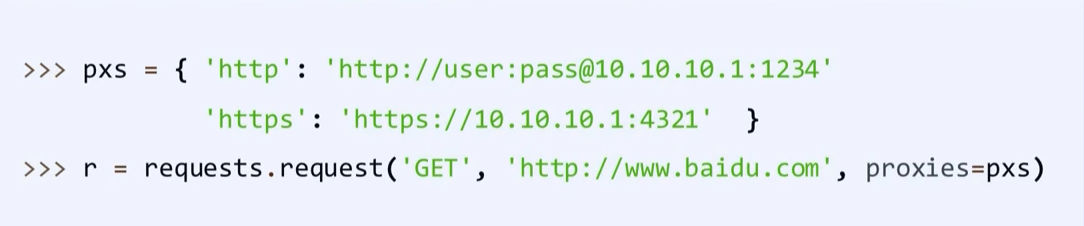 >>> pxs = { 'http': 'http://user:pass@10.10.10.1:1234'
'https': 'https://10.10.10.1:4321' }
>>> r = requests.request('GET', 'http://www.baidu.com', proxies=pxs)